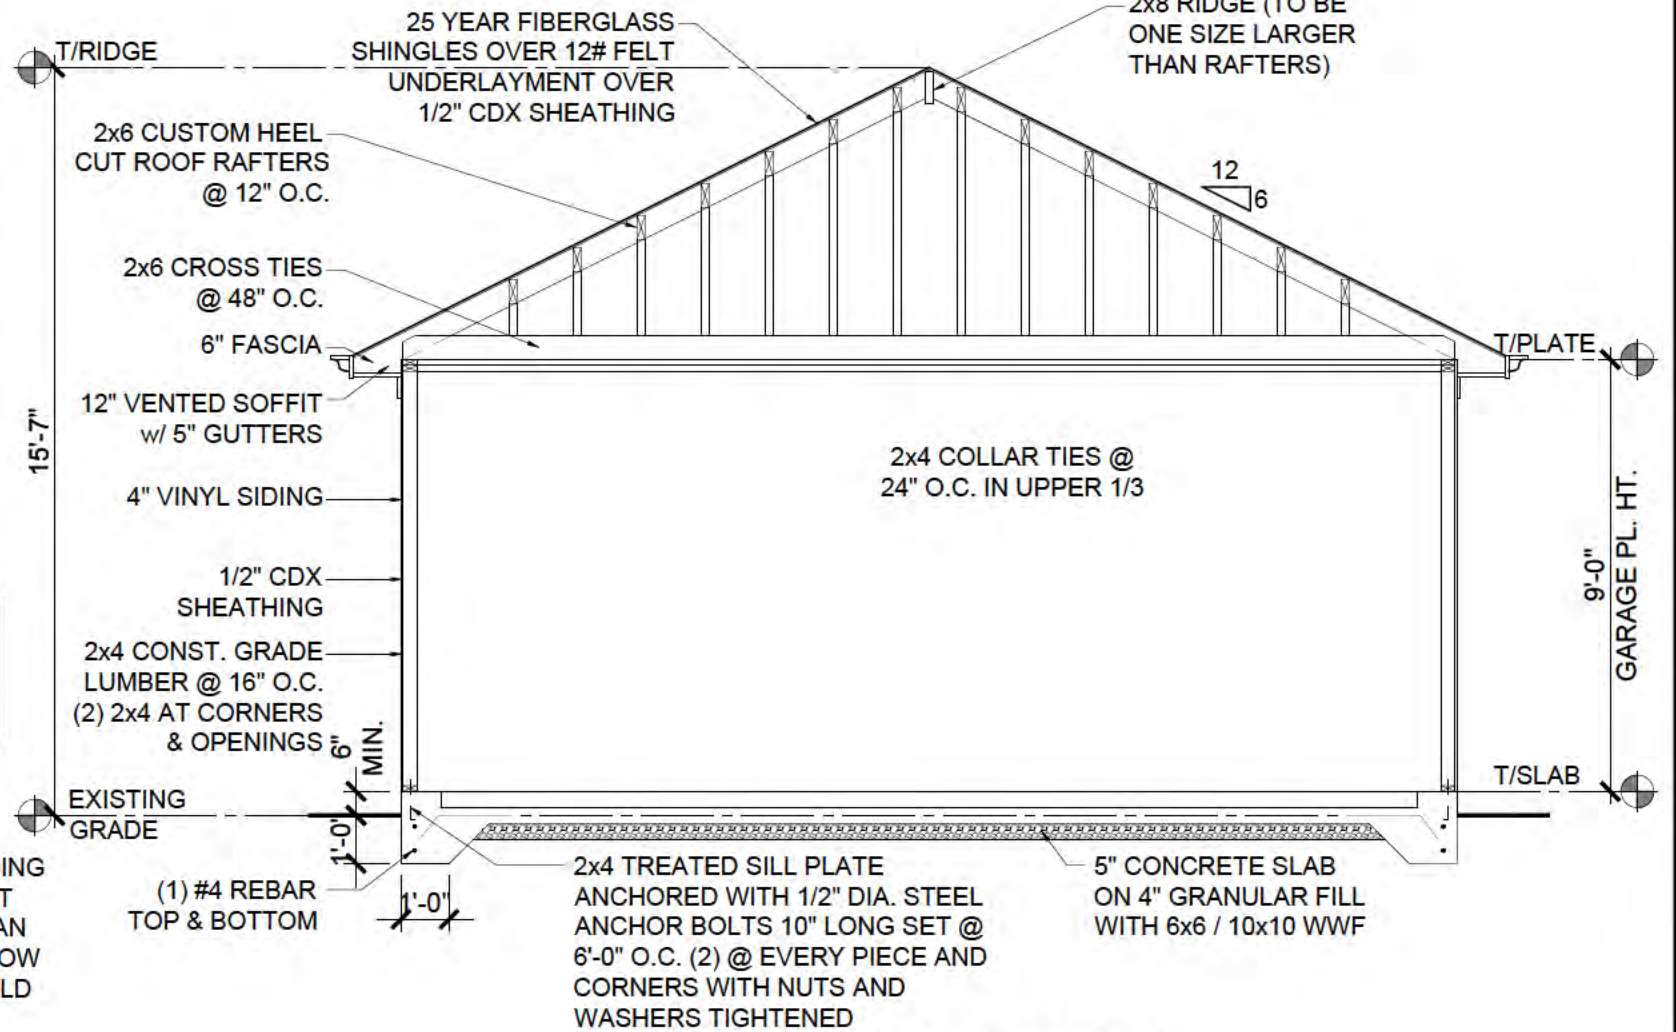 25 YEAR FIBERGLASS
SHINGLES OVER 12# FELT
UNDERLAYMENT OVER
1/2" CDX SHEATHING
2x8 RIDGE (TO BE
ONE SIZE LARGER
THAN RAFTERS)
T/RIDGE
2x6 CUSTOM HEEL
CUT ROOF RAFTERS
@ 12" O.C.
12
6
2x6 CROSS TIES
@ 48" O.C.
6" FASCIA
T/PLATE
12" VENTED SOFFIT
w/ 5" GUTTERS
15'-7"
2x4 COLLAR TIES @
24" O.C. IN UPPER 1/3
4" VINYL SIDING
1/2" CDX
SHEATHING
9'-0"
GARAGE PL. HT.
2x4 CONST. GRADE
LUMBER @ 16" O.C.
(2) 2x4 AT CORNERS
& OPENINGS
6"
MIN.
T/SLAB
EXISTING
GRADE
1'-0"
(1) #4 REBAR
TOP & BOTTOM
1'-0"
2x4 TREATED SILL PLATE
ANCHORED WITH 1/2" DIA. STEEL
ANCHOR BOLTS 10" LONG SET @
6'-0" O.C. (2) @ EVERY PIECE AND
CORNERS WITH NUTS AND
WASHERS TIGHTENED
5" CONCRETE SLAB
ON 4" GRANULAR FILL
WITH 6x6 / 10x10 WWF